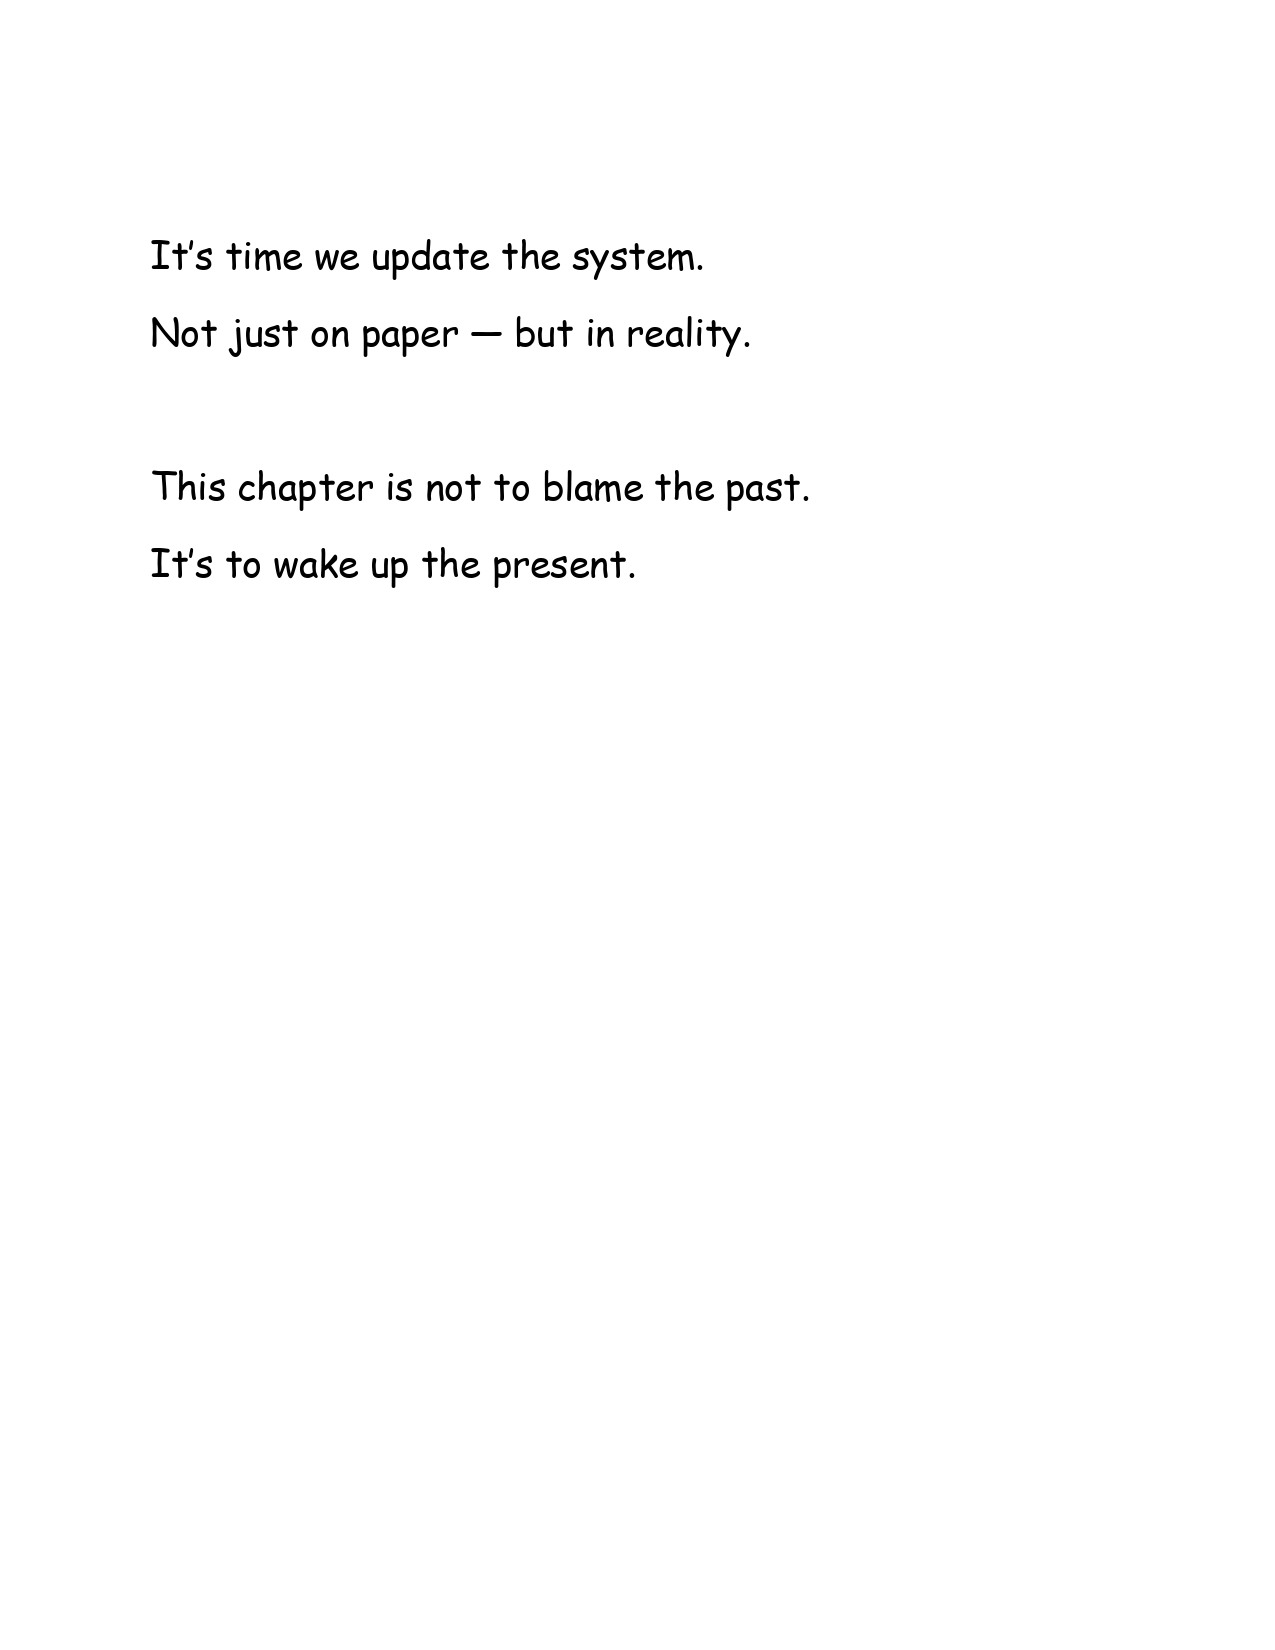 It’s time we update the system.
Not just on paper — but in reality.
This chapter is not to blame the past.
It’s to wake up the present.